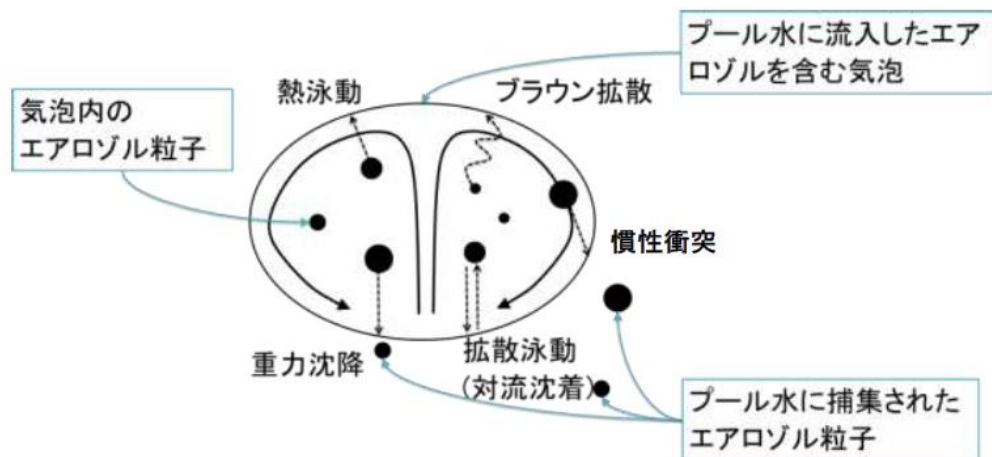 プール水に流入したエア
ロゾルを含む気泡
熱泳動
ブラウン拡散
気泡内の
エアロゾル粒子
慣性衝突
重力沈降
拡散泳動
(対流沈着)
プール水に捕集された
エアロゾル粒子